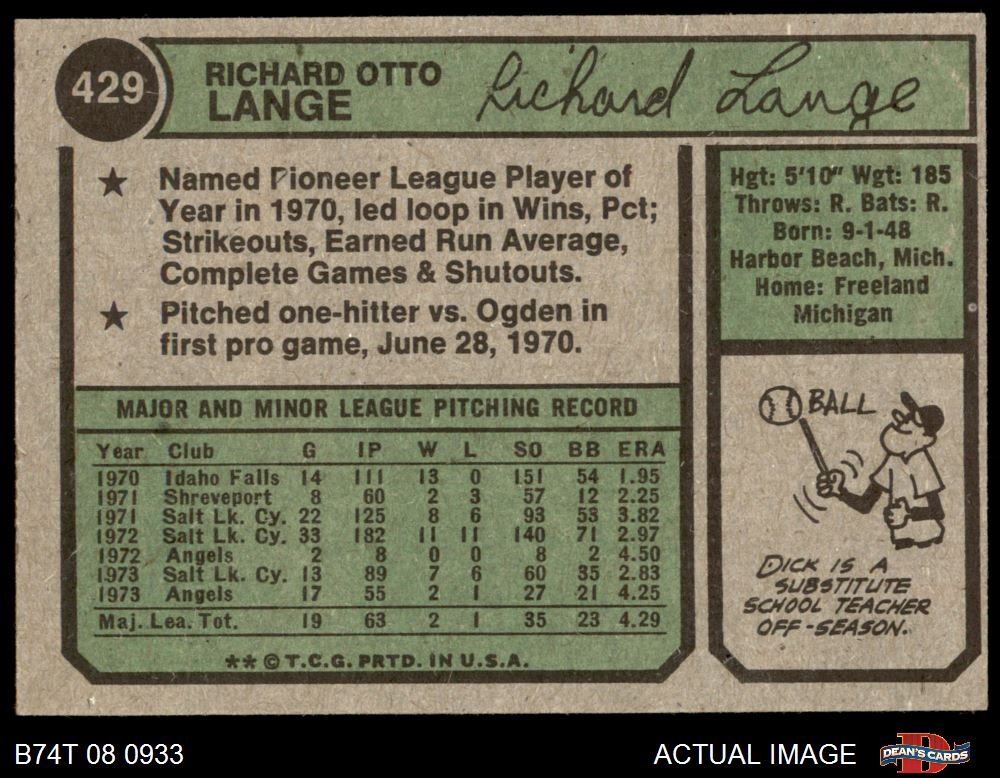 429
RICHARD OTTO
LANGE
Richard Lange
★ Named Pioneer League Player of
Year in 1970, led loop in Wins, Pct;
Strikeouts, Earned Run Average,
Complete Games & Shutouts.
★ Pitched one-hitter vs. Ogden in
first pro game, June 28, 1970.
Hgt: 5'10" Wgt: 185
Throws: R. Bats: R.
Born: 9-1-48
Harbor Beach, Mich.
Home: Freeland
Michigan
MAJOR AND MINOR LEAGUE PITCHING RECORD
Year Club G IP W L SO BB ERA
1970 Idaho Falls 14 111 13 0 151 54 1.95
1971 Shreveport 8 60 2 3 57 12 2.25
1971 Salt Lk. Cy. 22 125 8 6 93 53 3.82
1972 Salt Lk. Cy. 33 182 11 11 140 71 2.97
1972 Angels 2 8 0 0 8 2 4.50
1973 Salt Lk. Cy. 13 89 7 6 60 35 2.83
1973 Angels 17 55 2 1 27 21 4.25
Maj. Lea. Tot. 19 63 2 1 35 23 4.29
** © T.C.G. PRTD. IN U.S.A.
BALL
DICK IS A
SUBSTITUTE
SCHOOL TEACHER
OFF-SEASON.
B74T 08 0933
ACTUAL IMAGE
D
DEAN'S CARDS